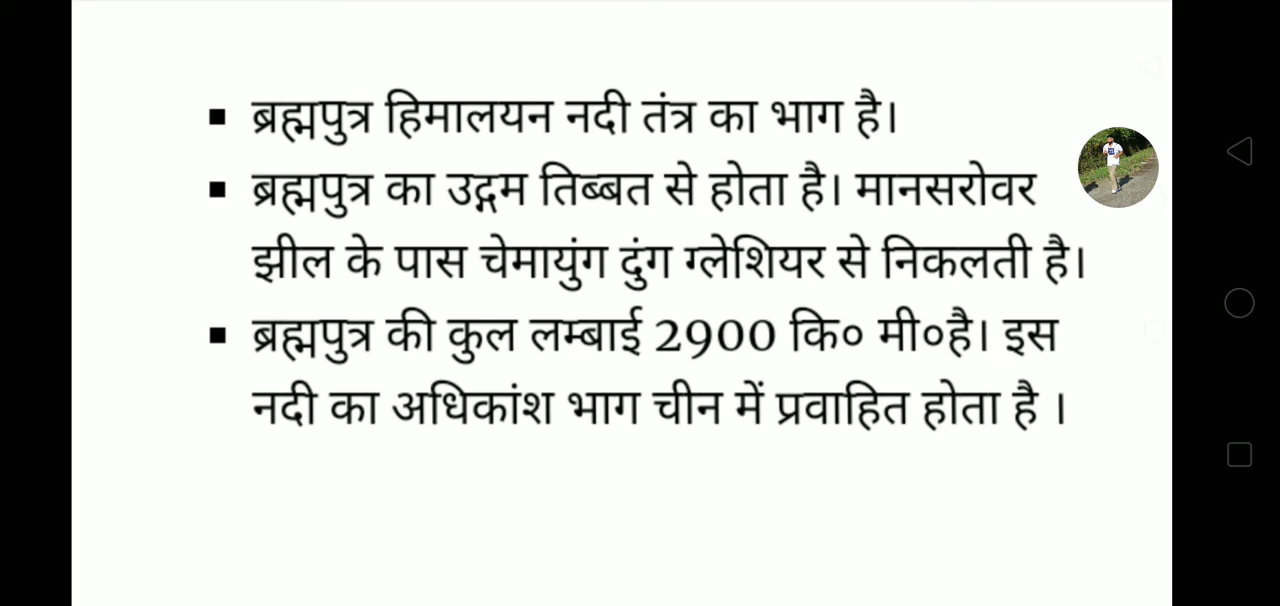 ▪ ब्रह्मपुत्र हिमालयन नदी तंत्र का भाग है।
▪ ब्रह्मपुत्र का उद्गम तिब्बत से होता है। मानसरोवर
झील के पास चेमायुंग दुंग ग्लेशियर से निकलती है।
▪ ब्रह्मपुत्र की कुल लम्बाई 2900 कि० मी०है। इस
नदी का अधिकांश भाग चीन में प्रवाहित होता है ।